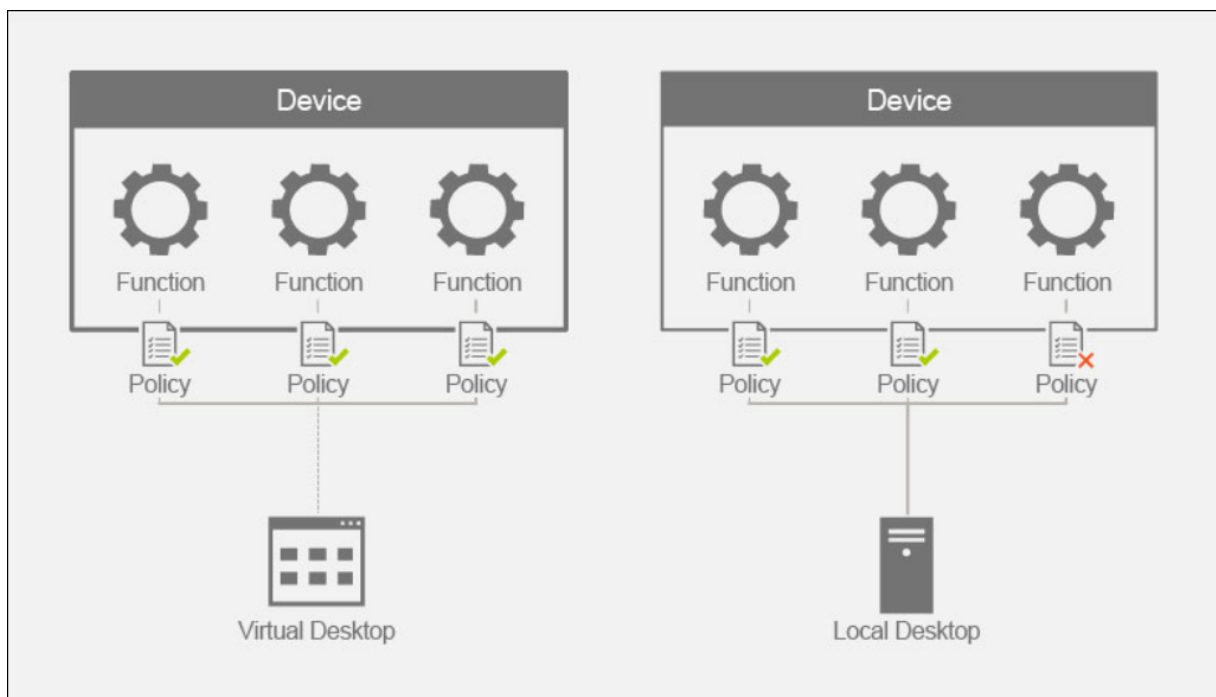 Device
Function Function Function
Policy Policy Policy
Virtual Desktop
Device
Function Function Function
Policy Policy Policy
Local Desktop